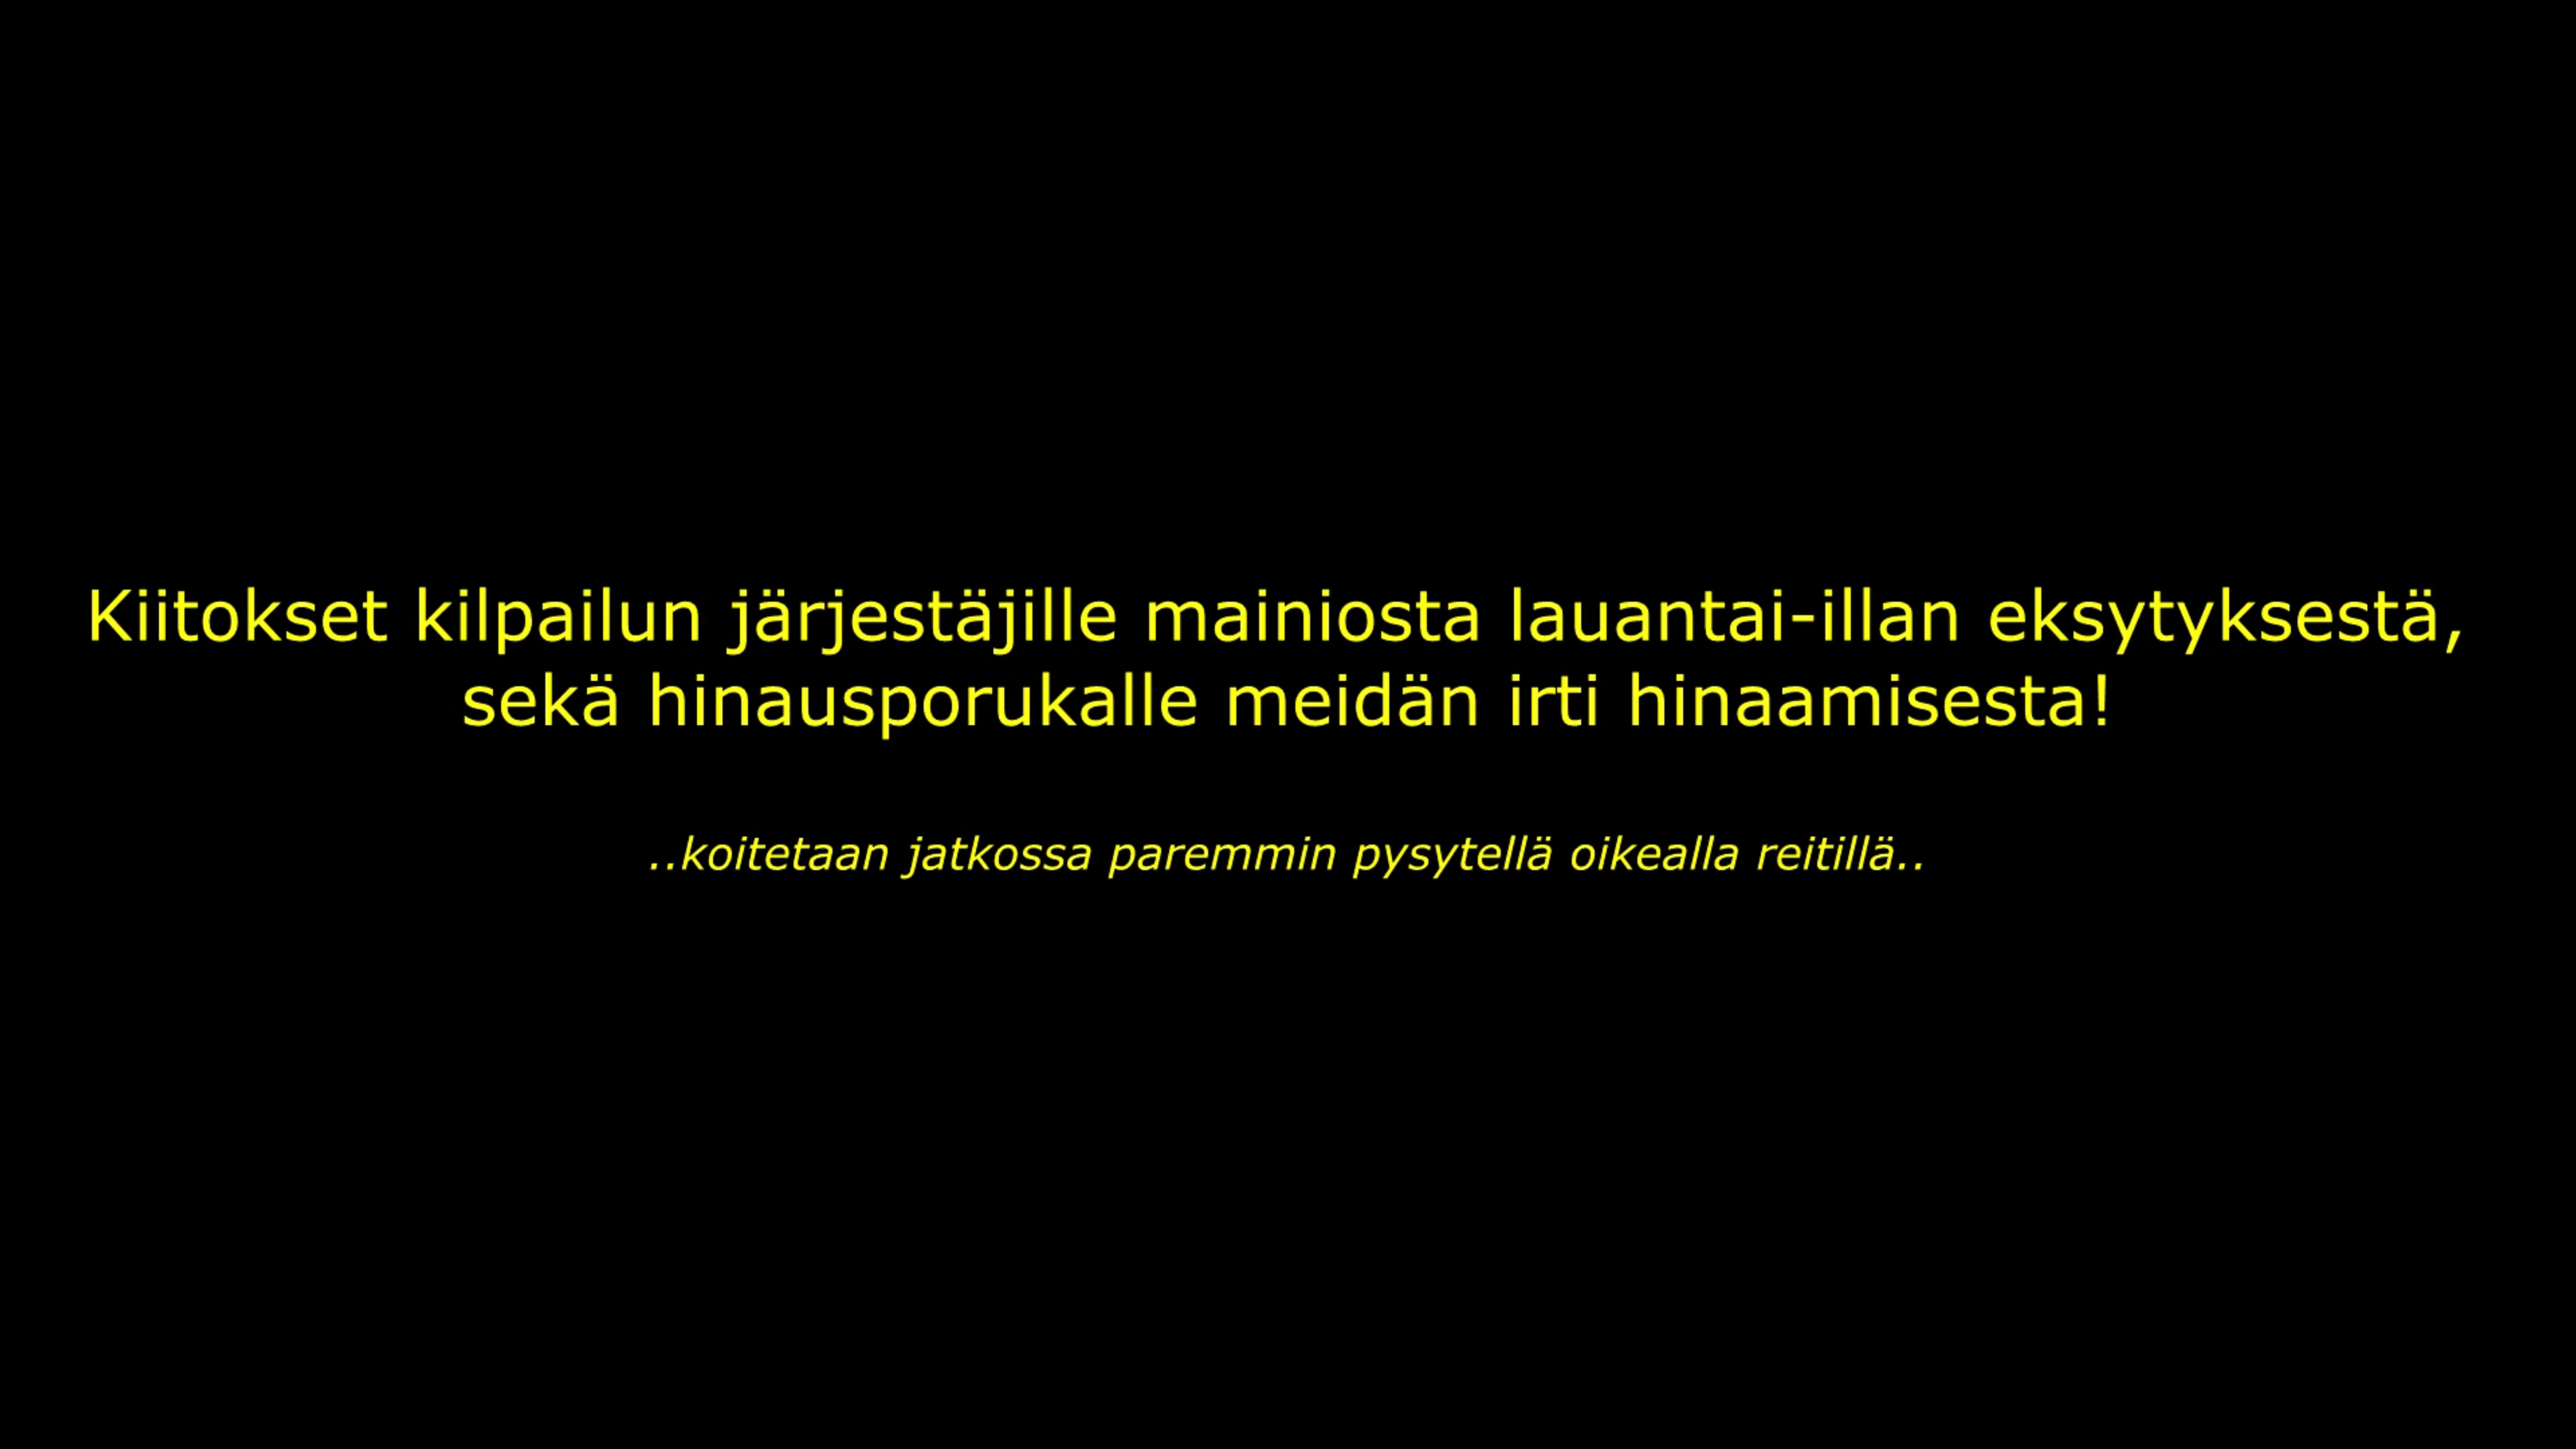 Kiitokset kilpailun järjestäjille mainiosta lauantai-illan eksytyksestä,
sekä hinausporukalle meidän irti hinaamisesta!
..koitetaan jatkossa paremmin pysytellä oikealla reitillä..